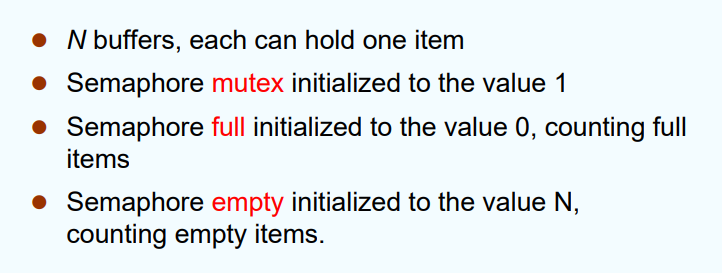 N buffers, each can hold one item
Semaphore mutex initialized to the value 1
Semaphore full initialized to the value 0, counting full
items
Semaphore empty initialized to the value N,
counting empty items.